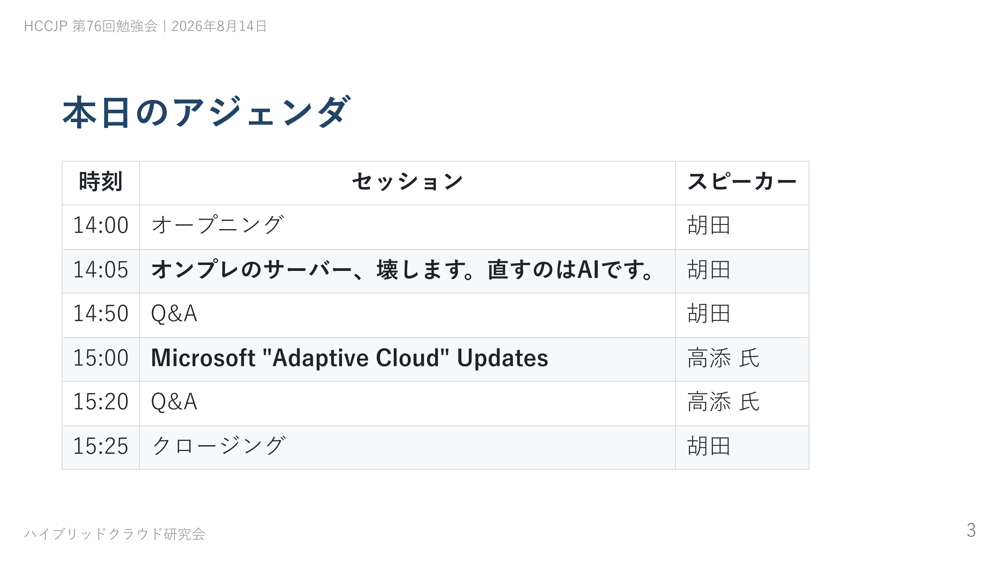 HCCJP 第76回勉強会 | 2026年8月14日
本日のアジェンダ
時刻 セッション スピーカー
14:00 オープニング 胡田
14:05 オンプレのサーバー、壊します。直すのはAIです。 胡田
14:50 Q&A 胡田
15:00 Microsoft "Adaptive Cloud" Updates 高添 氏
15:20 Q&A 高添 氏
15:25 クロージング 胡田
ハイブリッドクラウド研究会
3